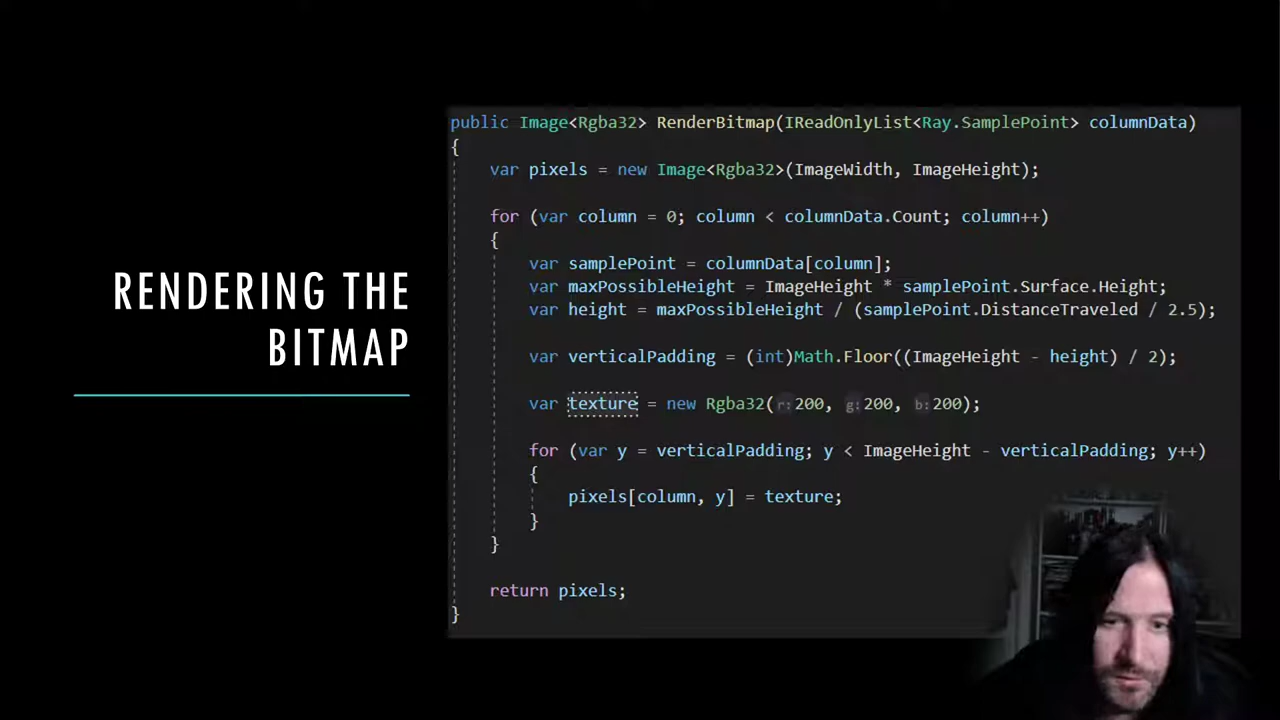 RENDERING THE
BITMAP
public Image<Rgba32> RenderBitmap(IReadOnlyList<Ray.SamplePoint> columnData)
{
    var pixels = new Image<Rgba32>(ImageWidth, ImageHeight);
    for (var column = 0; column < columnData.Count; column++)
    {
        var samplePoint = columnData[column];
        var maxPossibleHeight = ImageHeight * samplePoint.Surface.Height;
        var height = maxPossibleHeight / (samplePoint.DistanceTraveled / 2.5);
        var verticalPadding = (int)Math.Floor((ImageHeight - height) / 2);
        var texture = new Rgba32(r:200, g:200, b:200);
        for (var y = verticalPadding; y < ImageHeight - verticalPadding; y++)
        {
            pixels[column, y] = texture;
        }
    }
    return pixels;
}